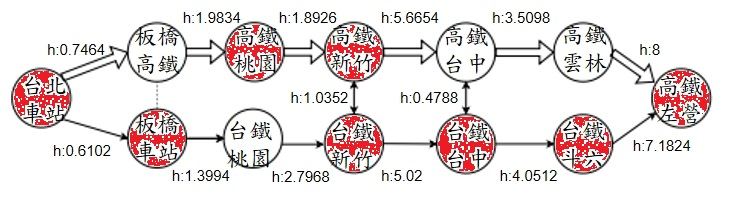 h:0.7464
h:1.9834
h:1.8926
h:5.6654
h:3.5098
h:8
板橋
高鐵
高鐵
桃園
高鐵
新竹
高鐵
台中
高鐵
雲林
台北
車站
高鐵
左營
h:1.0352
h:0.4788
h:0.6102
板橋
車站
台鐵
桃園
台鐵
新竹
台鐵
台中
台鐵
斗六
h:1.3994
h:2.7968
h:5.02
h:4.0512
h:7.1824